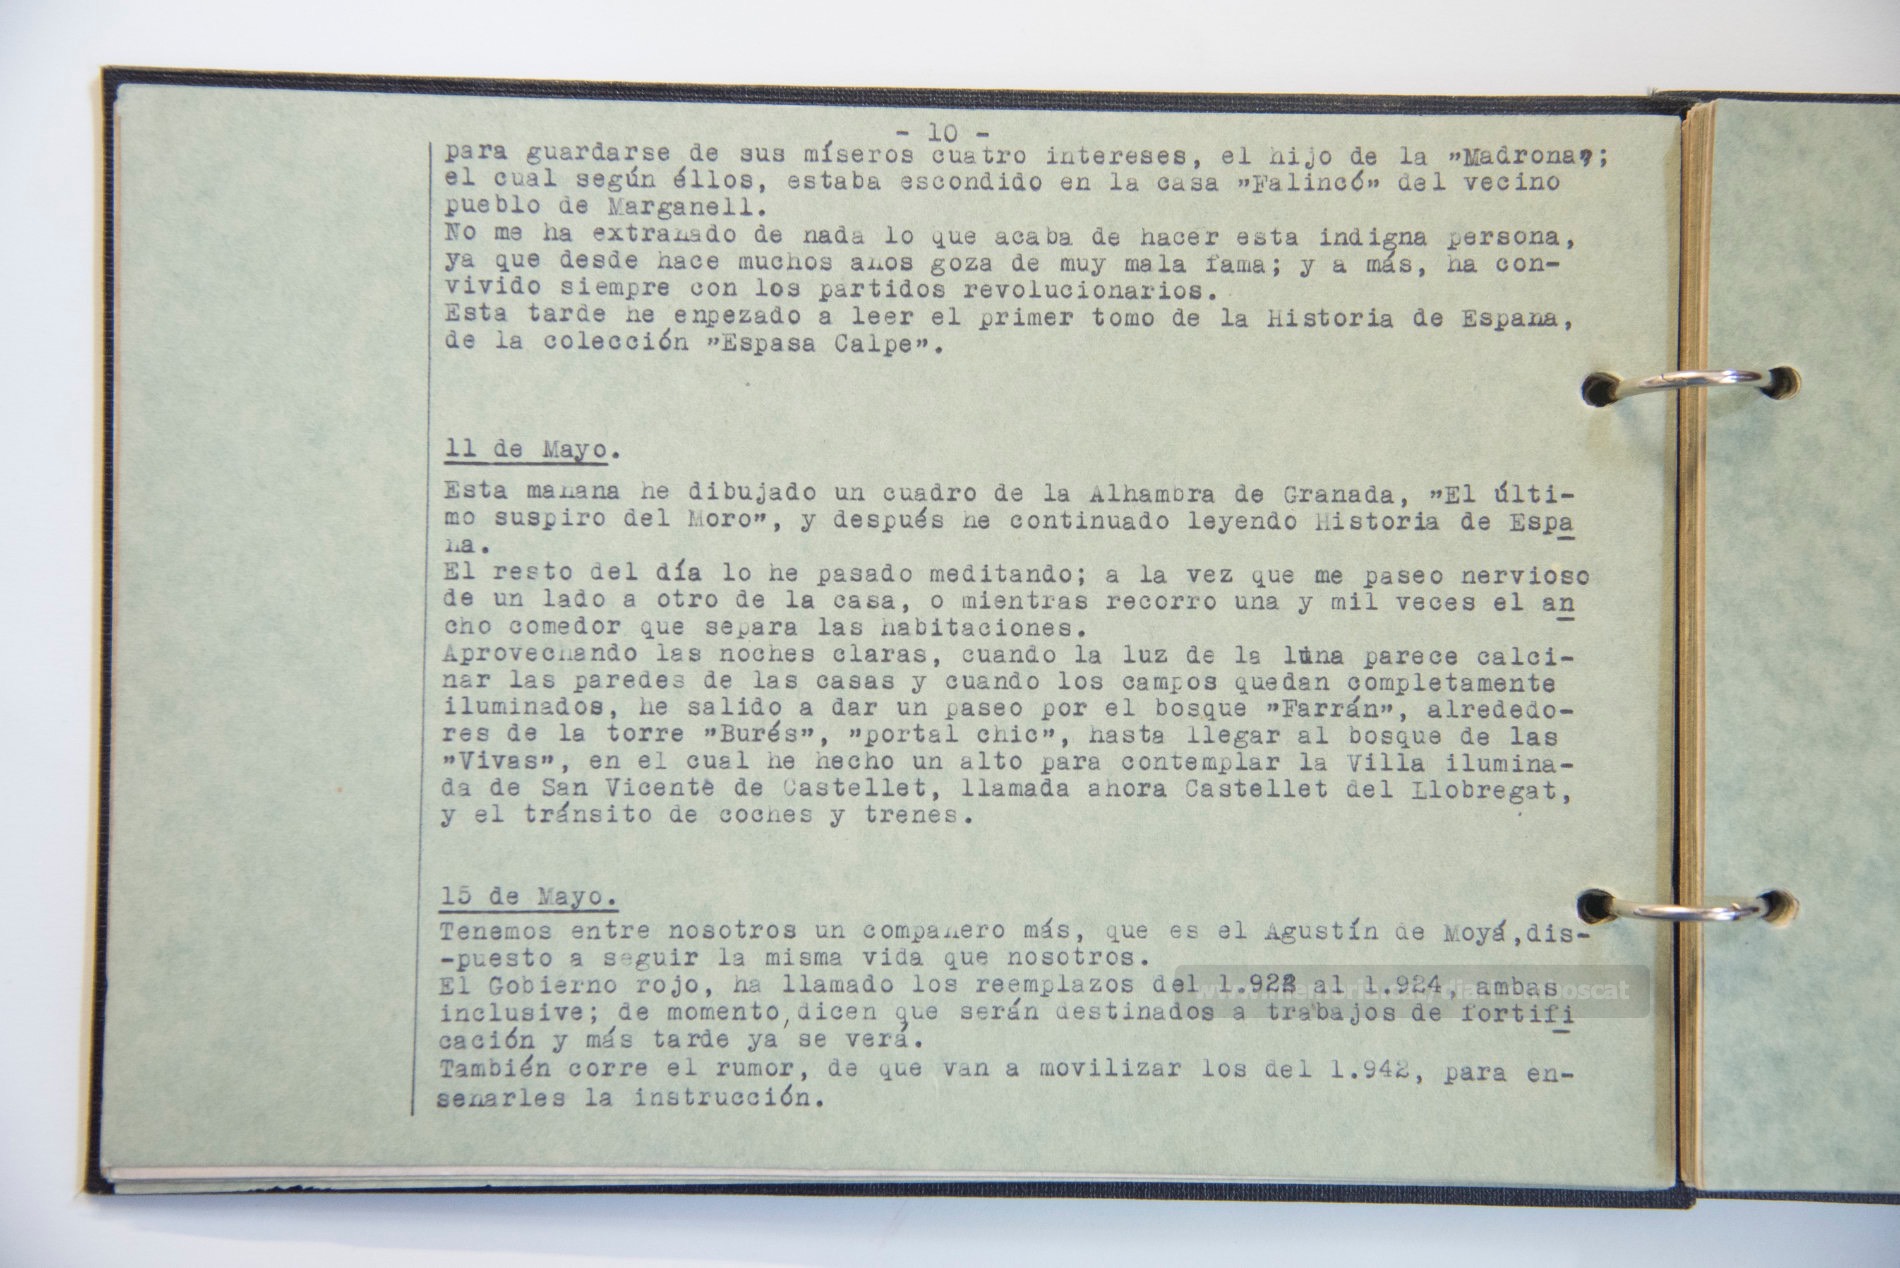 - 10 -
para guardarse de sus míseros cuatro intereses, el hijo de la "Madrona";
el cual según éllos, estaba escondido en la casa "Falincó" del vecino
pueblo de Marganell.
No me ha extranado de nada lo que acaba de hacer esta indigna persona,
ya que desde hace muchos anos goza de muy mala fama; y a más, ha con-
vivido siempre con los partidos revolucionarios.
Esta tarde he enpezado a leer el primer tomo de la Historia de Espana,
de la colección "Espasa Calpe".
11 de Mayo.
Esta manana he dibujado un cuadro de la Alhambra de Granada, "El últi-
mo suspiro del Moro", y después he continuado leyendo Historia de Espa
na.
El resto del día lo he pasado meditando; a la vez que me paseo nervioso
de un lado a otro de la casa, o mientras recorro una y mil veces el an
cho comedor que separa las habitaciones.
Aprovechando las noches claras, cuando la luz de la luna parece calci-
nar las paredes de las casas y cuando los campos quedan completamente
iluminados, he salido a dar un paseo por el bosque "Farrán", alrededo-
res de la torre "Burés", "portal chic", hasta llegar al bosque de las
"Vivas", en el cual he hecho un alto para contemplar la Villa ilumina-
da de San Vicente de Castellet, llamada ahora Castellet del Llobregat,
y el tránsito de coches y trenes.
15 de Mayo.
Tenemos entre nosotros un companero más, que es el Agustín de Moyá,dis-
-puesto a seguir la misma vida que nosotros.
El Gobierno rojo, ha llamado los reemplazos del al 1.924, ambas
inclusive; de momento,dicen que serán destinados a trabajos de fortifi
cación y más tarde ya se verá.
También corre el rumor, de que van a movilizar los del 1.942, para en-
senarles la instrucción.